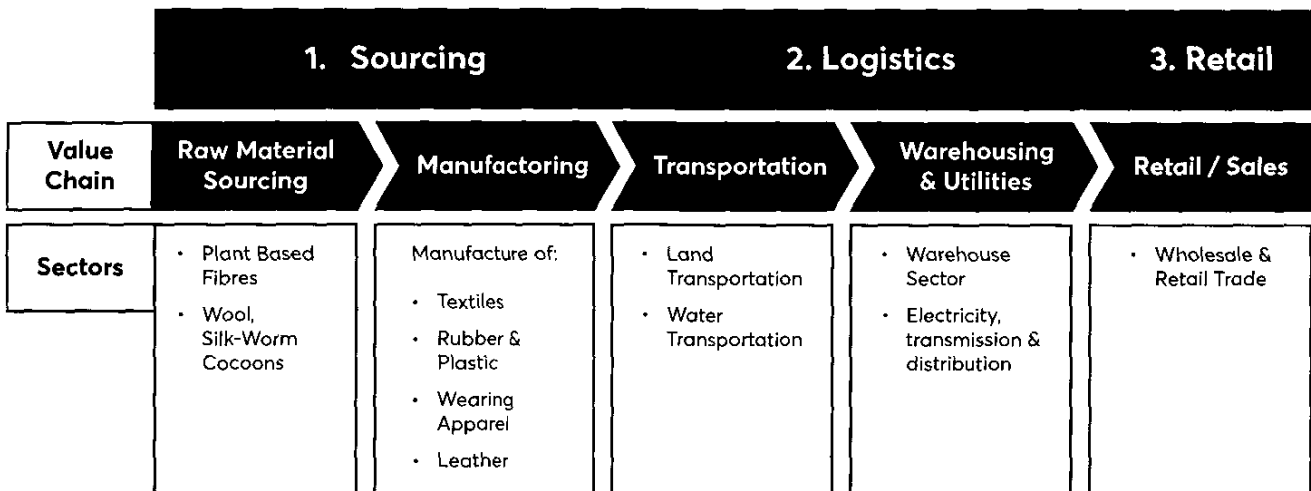 1. Sourcing
2. Logistics
3. Retail
Value
Chain
Raw Material
Sourcing
Manufactoring
Transportation
Warehousing
& Utilities
Retail / Sales
Sectors
• Plant Based
Fibres
• Wool,
Silk-Worm
Cocoons
Manufacture of:
• Textiles
• Rubber &
Plastic
• Wearing
Apparel
• Leather
• Land
Transportation
• Water
Transportation
• Warehouse
Sector
• Electricity,
transmission &
distribution
• Wholesale &
Retail Trade